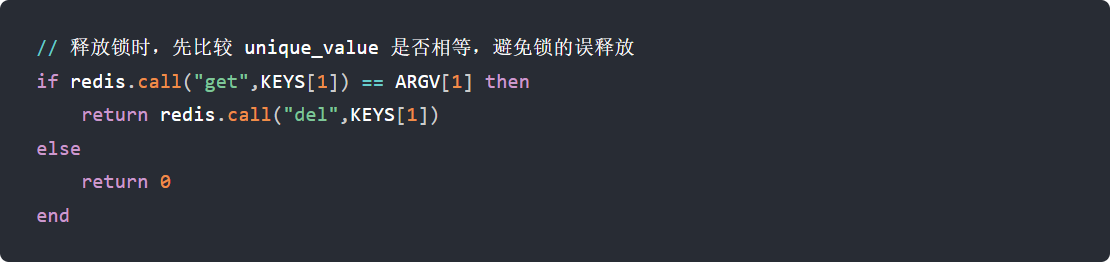 // 释放锁时，先比较 unique_value 是否相等，避免锁的误释放
if redis.call("get",KEYS[1]) == ARGV[1] then
    return redis.call("del",KEYS[1])
else
    return 0
end